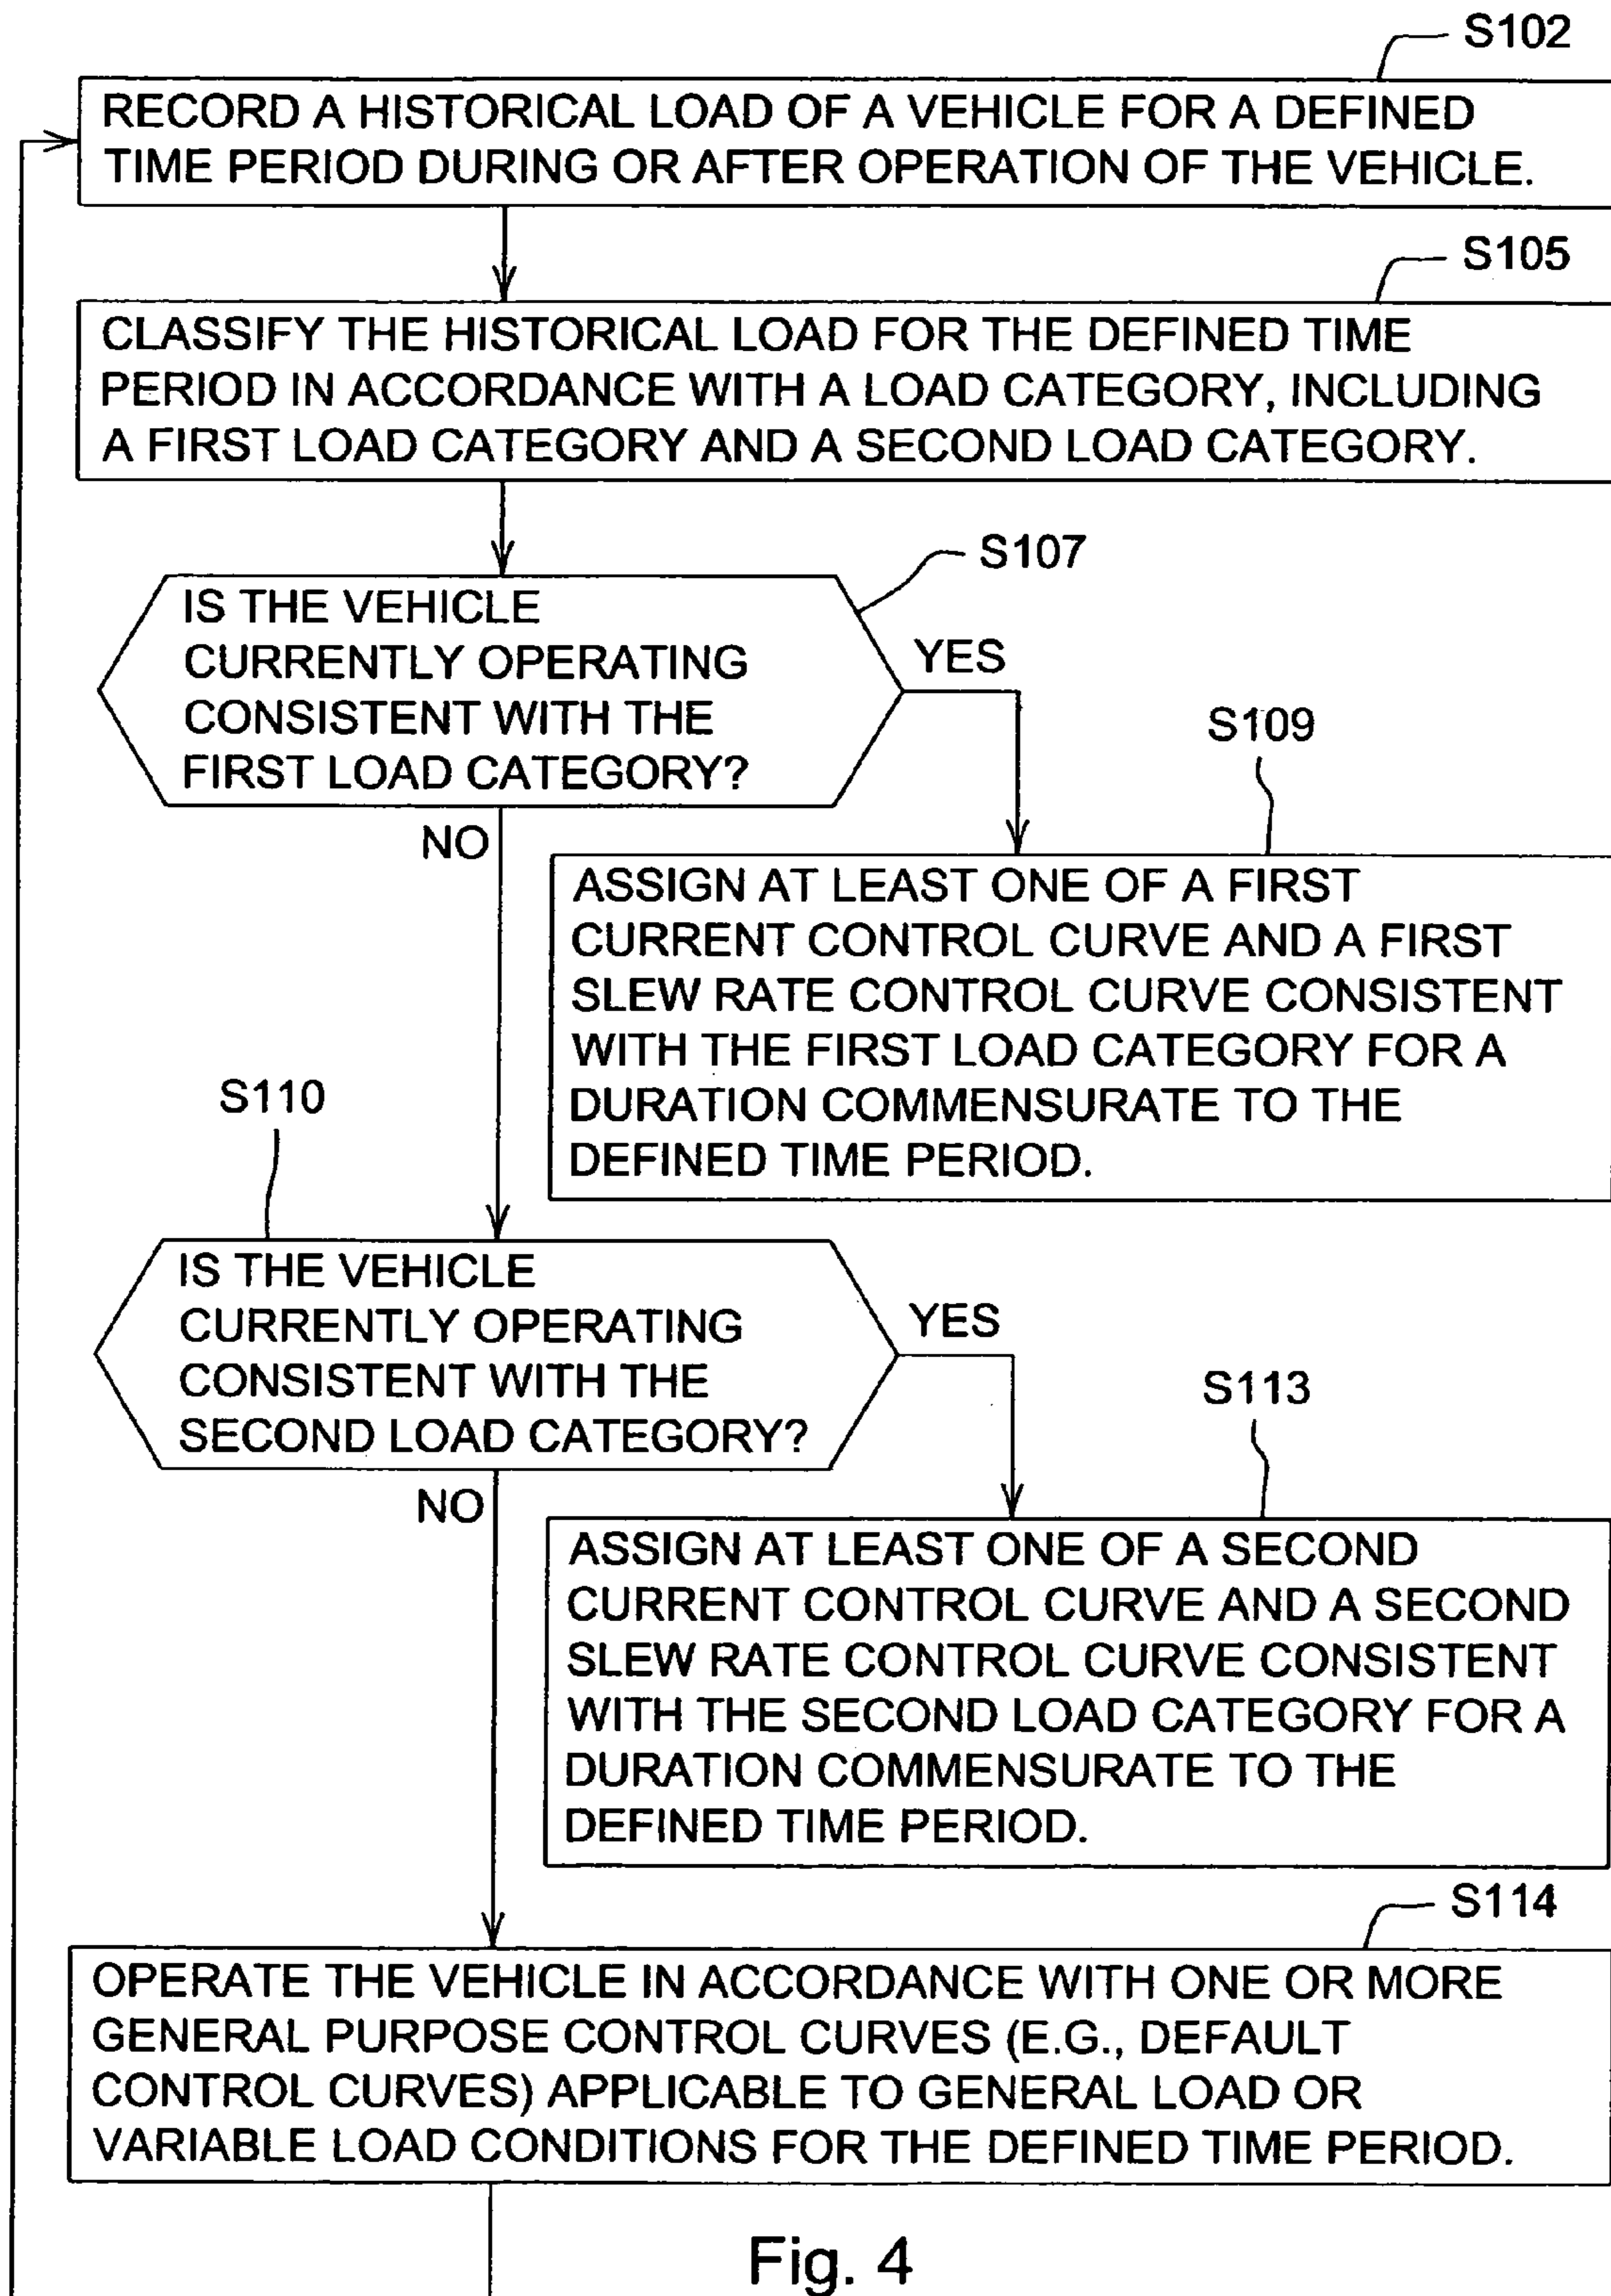 S102
RECORD A HISTORICAL LOAD OF A VEHICLE FOR A DEFINED
TIME PERIOD DURING OR AFTER OPERATION OF THE VEHICLE.
S105
CLASSIFY THE HISTORICAL LOAD FOR THE DEFINED TIME
PERIOD IN ACCORDANCE WITH A LOAD CATEGORY, INCLUDING
A FIRST LOAD CATEGORY AND A SECOND LOAD CATEGORY.
S107
IS THE VEHICLE
CURRENTLY OPERATING
CONSISTENT WITH THE
FIRST LOAD CATEGORY?
YES
NO
S109
ASSIGN AT LEAST ONE OF A FIRST
CURRENT CONTROL CURVE AND A FIRST
SLEW RATE CONTROL CURVE CONSISTENT
WITH THE FIRST LOAD CATEGORY FOR A
DURATION COMMENSURATE TO THE
DEFINED TIME PERIOD.
S110
IS THE VEHICLE
CURRENTLY OPERATING
CONSISTENT WITH THE
SECOND LOAD CATEGORY?
YES
NO
S113
ASSIGN AT LEAST ONE OF A SECOND
CURRENT CONTROL CURVE AND A SECOND
SLEW RATE CONTROL CURVE CONSISTENT
WITH THE SECOND LOAD CATEGORY FOR A
DURATION COMMENSURATE TO THE
DEFINED TIME PERIOD.
S114
OPERATE THE VEHICLE IN ACCORDANCE WITH ONE OR MORE
GENERAL PURPOSE CONTROL CURVES (E.G., DEFAULT
CONTROL CURVES) APPLICABLE TO GENERAL LOAD OR
VARIABLE LOAD CONDITIONS FOR THE DEFINED TIME PERIOD.
Fig. 4